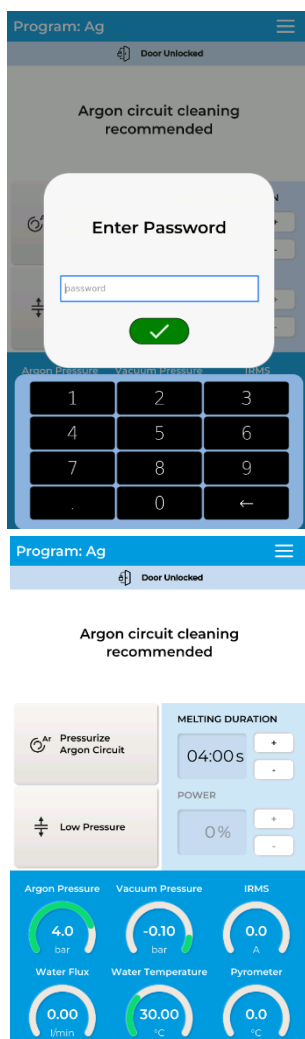 Program: Ag
Door Unlocked
Argon circuit cleaning
recommended
Enter Password
password
+
-
+
-
Argon Pressure Vacuum Pressure IRMS
1 2 3
4 5 6
7 8 9
. 0 ←
Program: Ag
Door Unlocked
Argon circuit cleaning
recommended
MELTING DURATION
Ar Pressurize
Argon Circuit
04:00 s
+
-
POWER
Low Pressure
0%
+
-
Argon Pressure Vacuum Pressure IRMS
4.0 -0.10 0.0
bar bar A
Water Flux Water Temperature Pyrometer
0.00 30.00 0.0
l/min °C °C